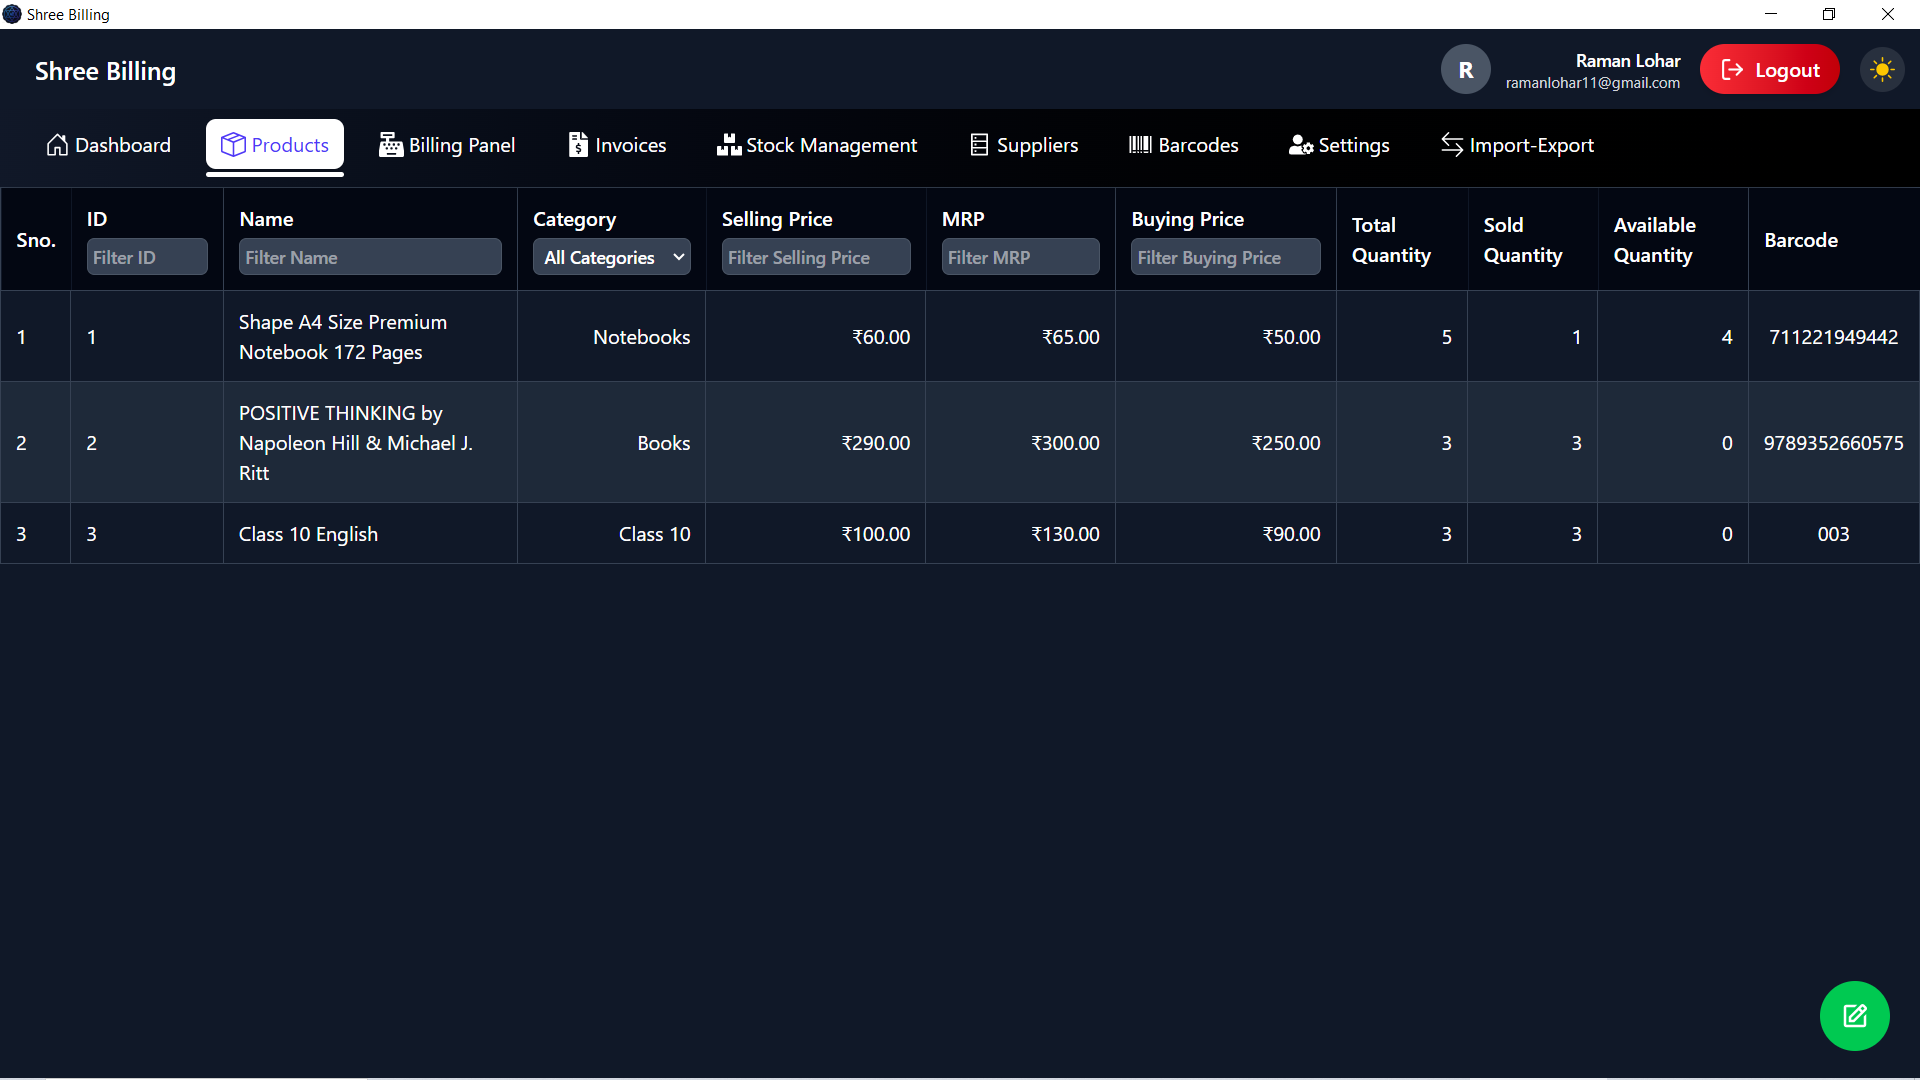 Shree Billing
Shree Billing
R
Raman Lohar
ramanlohar11@gmail.com
Logout
Dashboard Products Billing Panel Invoices Stock Management Suppliers Barcodes Settings Import-Export
Sno. ID Name Category Selling Price MRP Buying Price Total Quantity Sold Quantity Available Quantity Barcode
Filter ID Filter Name All Categories Filter Selling Price Filter MRP Filter Buying Price
1 1 Shape A4 Size Premium Notebook 172 Pages Notebooks ₹60.00 ₹65.00 ₹50.00 5 1 4 711221949442
2 2 POSITIVE THINKING by Napoleon Hill & Michael J. Ritt Books ₹290.00 ₹300.00 ₹250.00 3 3 0 9789352660575
3 3 Class 10 English Class 10 ₹100.00 ₹130.00 ₹90.00 3 3 0 003